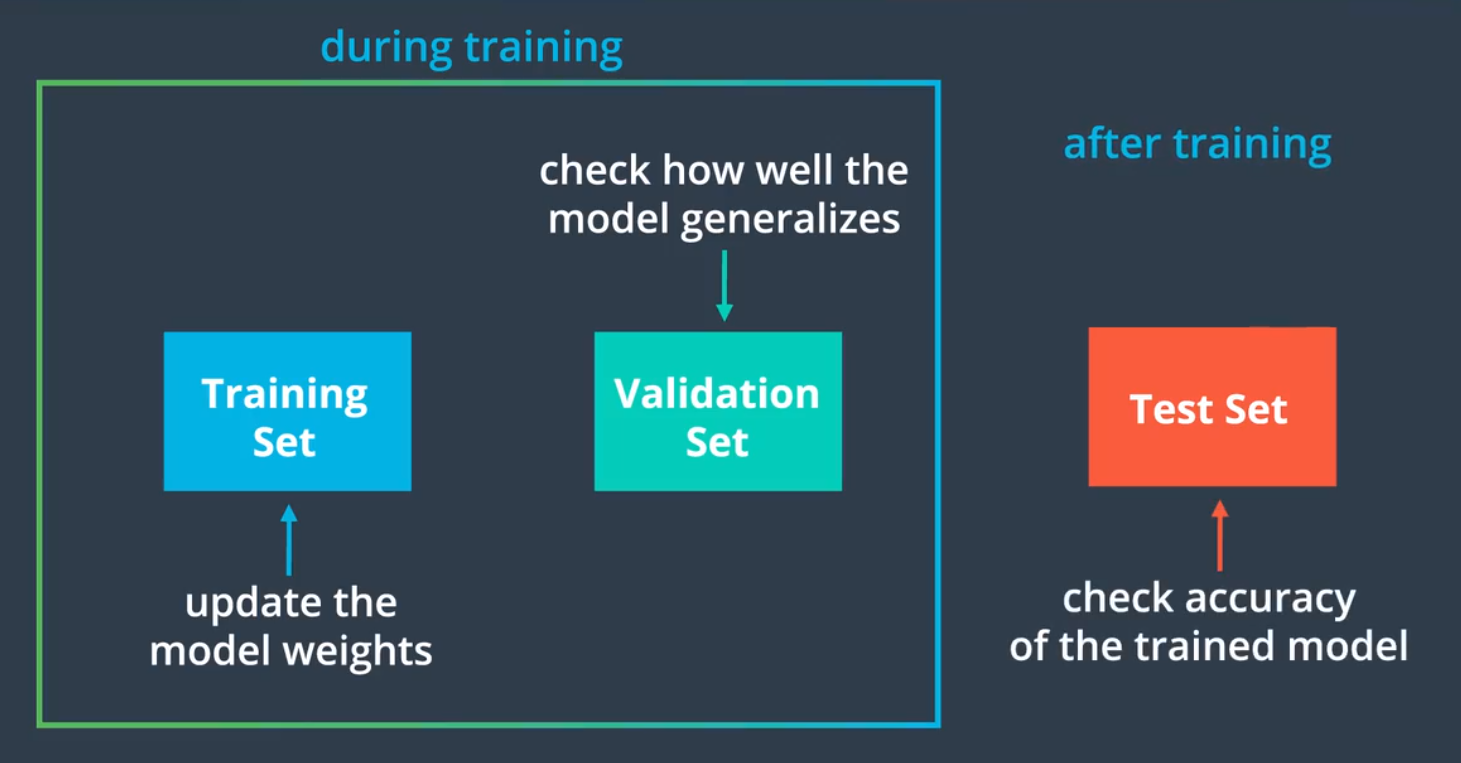 during training
after training
check how well the
model generalizes
Training
Set
Validation
Set
Test Set
update the
model weights
check accuracy
of the trained model